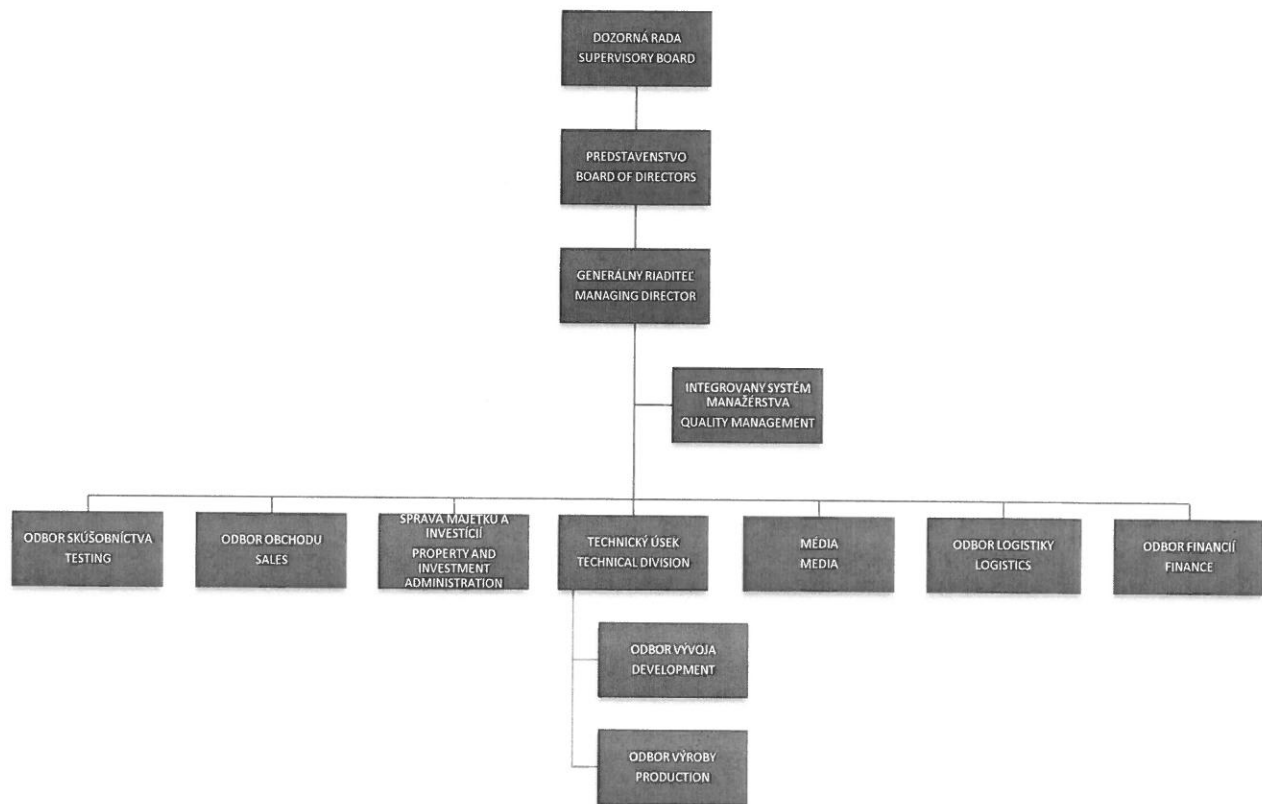 DOZORNÁ RADA
SUPERVISORY BOARD
PREDSTAVENSTVO
BOARD OF DIRECTORS
GENERÁLNY RIADITEĽ
MANAGING DIRECTOR
INTEGROVANY SYSTÉM
MANAŽÉRSTVA
QUALITY MANAGEMENT
ODBOR SKÚŠOBNÍCTVA
TESTING
ODBOR OBCHODU
SALES
SPRÁVA MAJETKU A
INVESTÍCIÍ
PROPERTY AND
INVESTMENT
ADMINISTRATION
TECHNICKÝ ÚSEK
TECHNICAL DIVISION
MÉDIA
MEDIA
ODBOR LOGISTIKY
LOGISTICS
ODBOR FINANCIÍ
FINANCE
ODBOR VÝVOJA
DEVELOPMENT
ODBOR VÝROBY
PRODUCTION